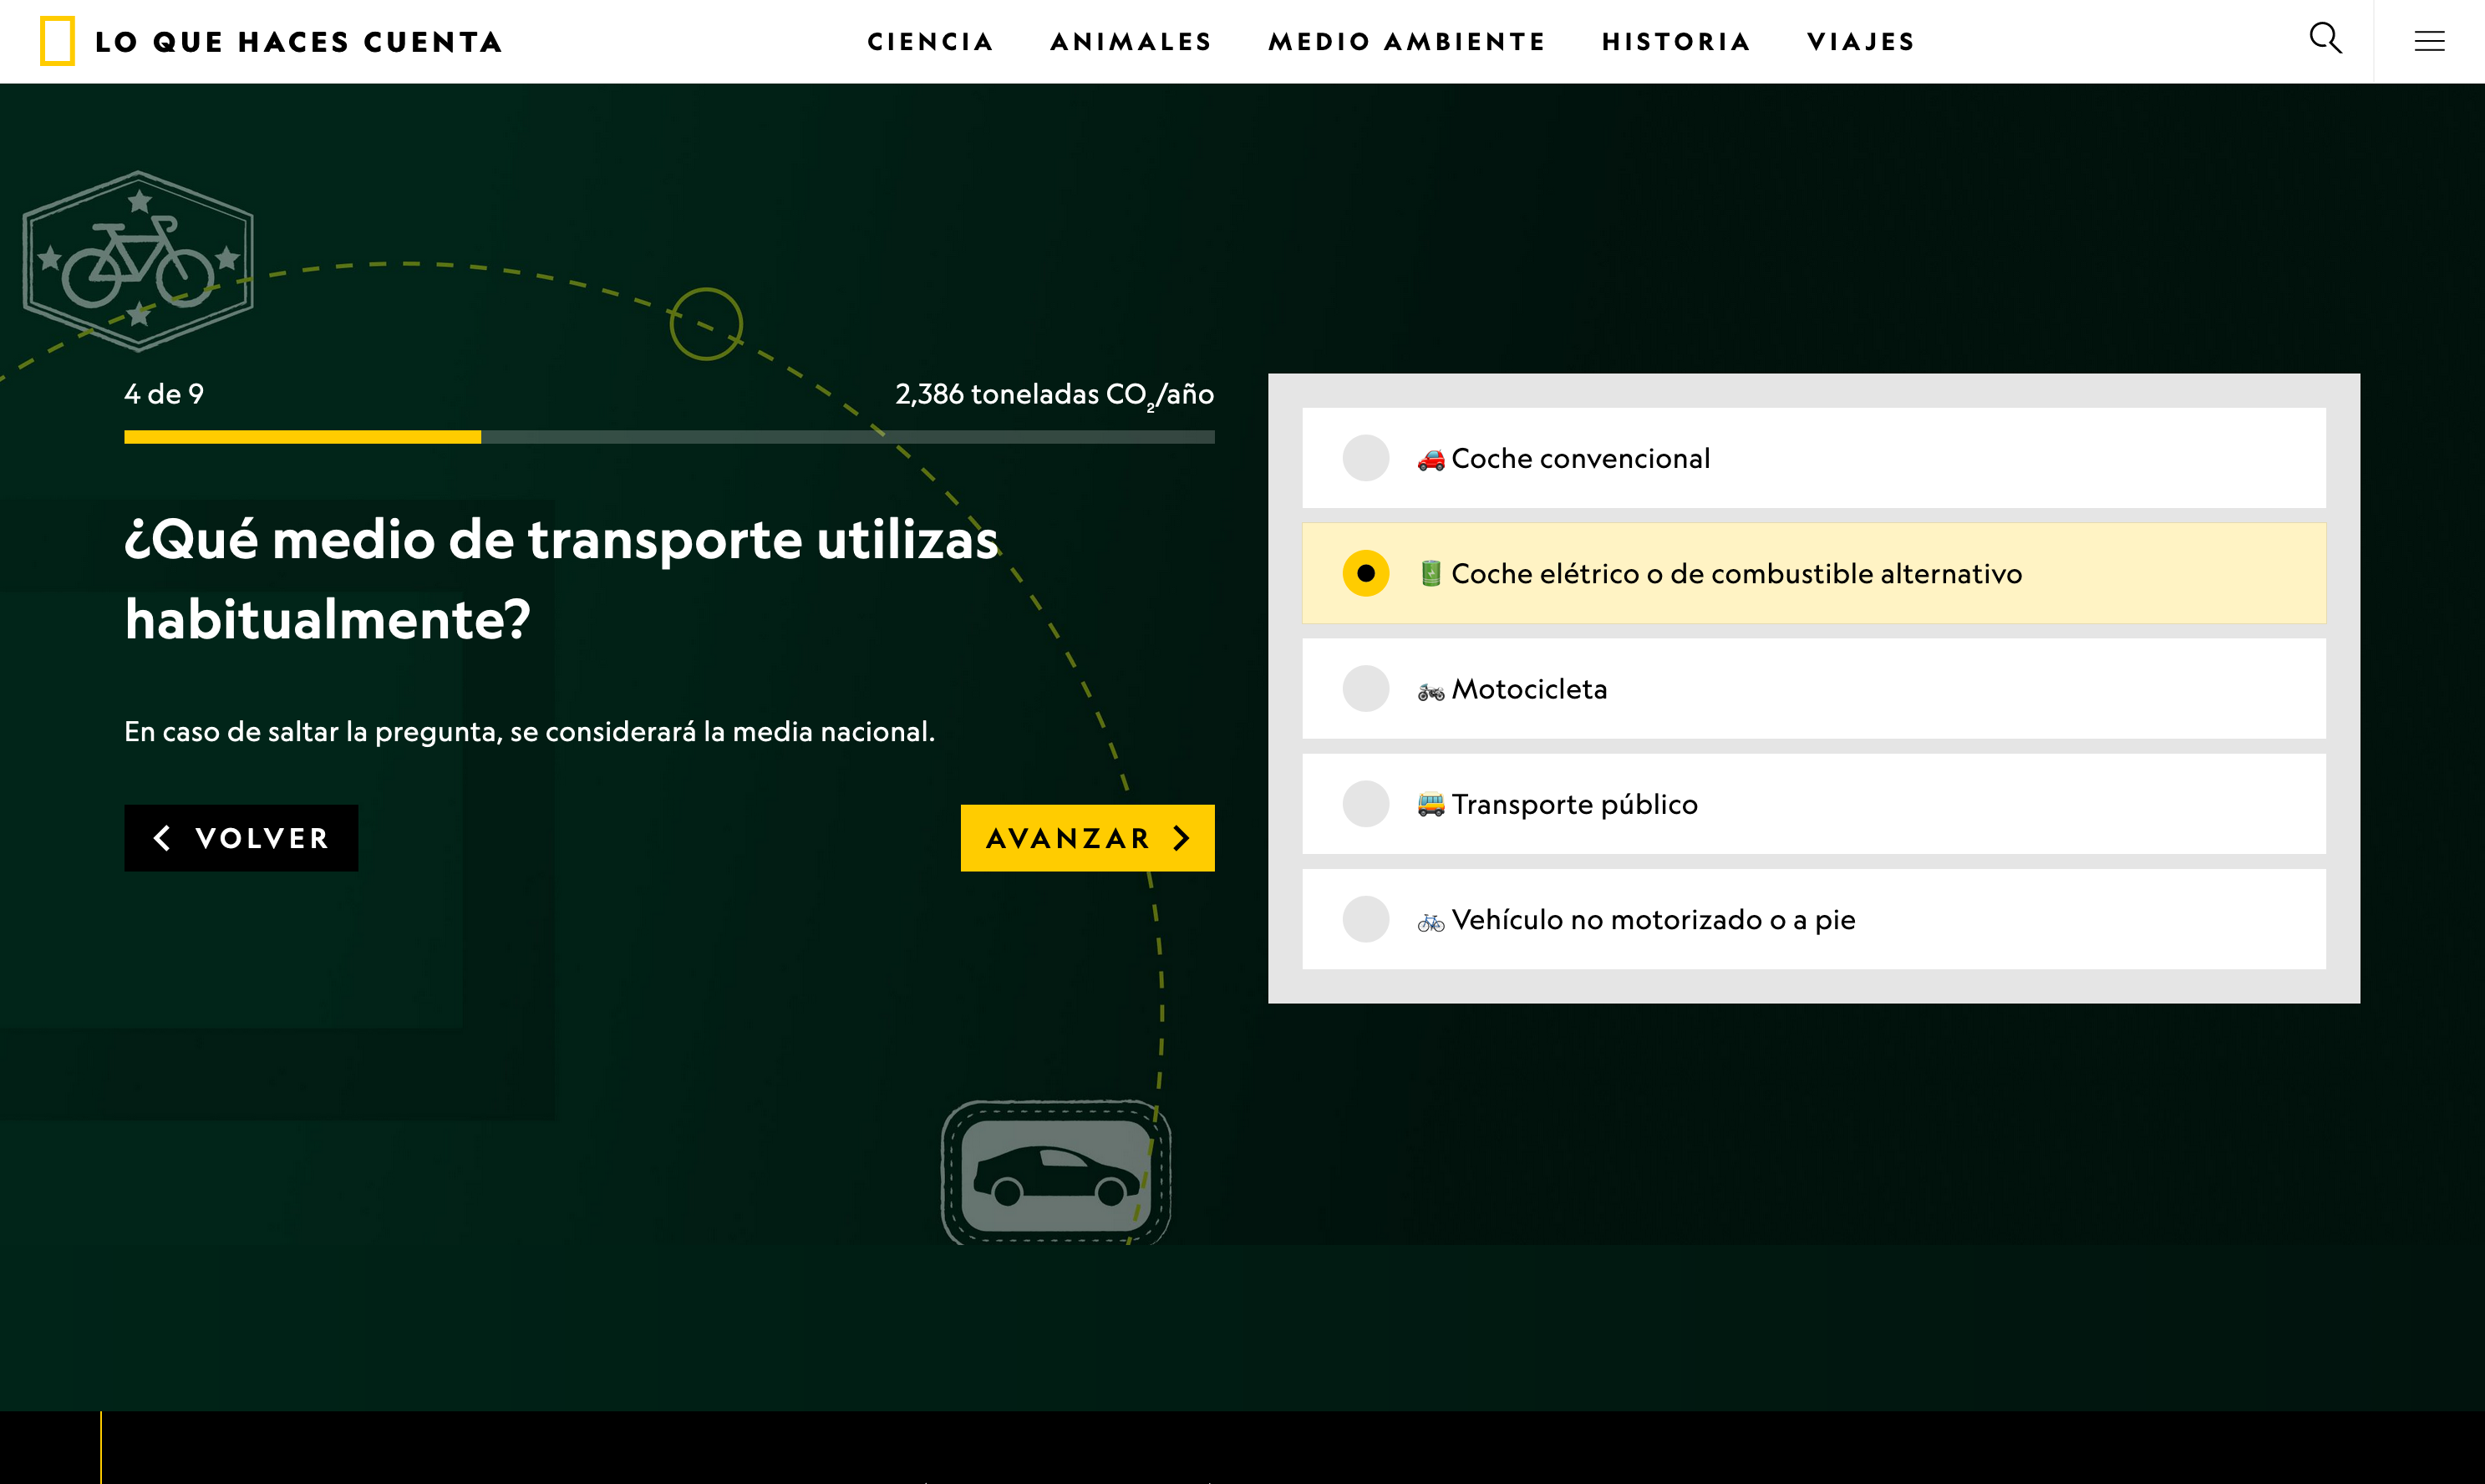 LO QUE HACES CUENTA
CIENCIA
ANIMALES
MEDIO AMBIENTE
HISTORIA
VIAJES
4 de 9
2,386 toneladas CO₂/año
¿Qué medio de transporte utilizas
habitualmente?
En caso de saltar la pregunta, se considerará la media nacional.
VOLVER
AVANZAR
Coche convencional
Coche elétrico o de combustible alternativo
Motocicleta
Transporte público
Vehículo no motorizado o a pie